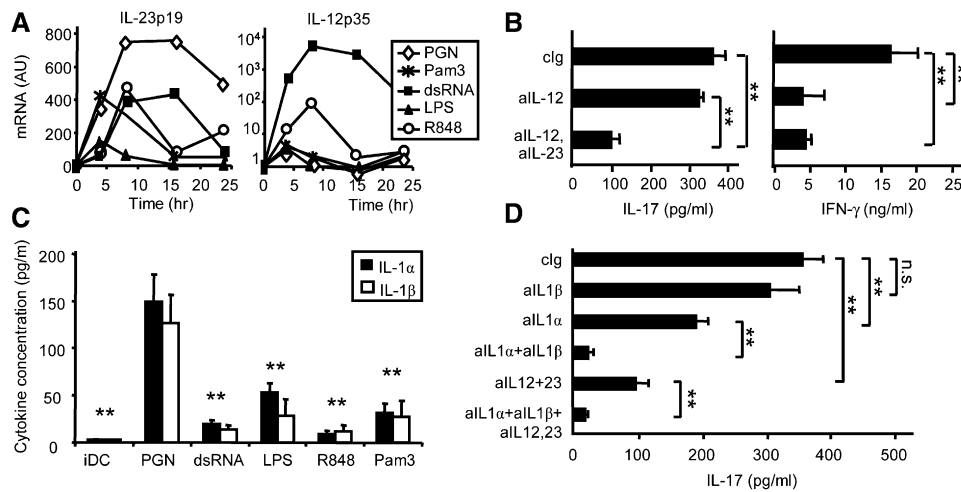 A
IL-23p19
IL-12p35
mRNA (AU)
800
600
400
200
0
0 5 10 15 20 25
Time (hr)
10⁴
10³
10²
10¹
1
0 5 10 15 20 25
Time (hr)
PGN
Pam3
dsRNA
LPS
R848
B
cIg
aIL-12
aIL-12,
aIL-23
**
**
0 100 200 300 400
IL-17 (pg/ml)
**
**
0 5 10 15 20 25
IFN-γ (ng/ml)
C
Cytokine concentration (pg/m)
200
150
100
50
0
IL-1α
IL-1β
**
**
**
**
**
iDC PGN dsRNA LPS R848 Pam3
D
cIg
aIL1β
aIL1α
aIL1α+aIL1β
aIL12+23
aIL1α+aIL1β+
aIL12,23
n.s.
**
**
**
**
0 100 200 300 400 500
IL-17 (pg/ml)